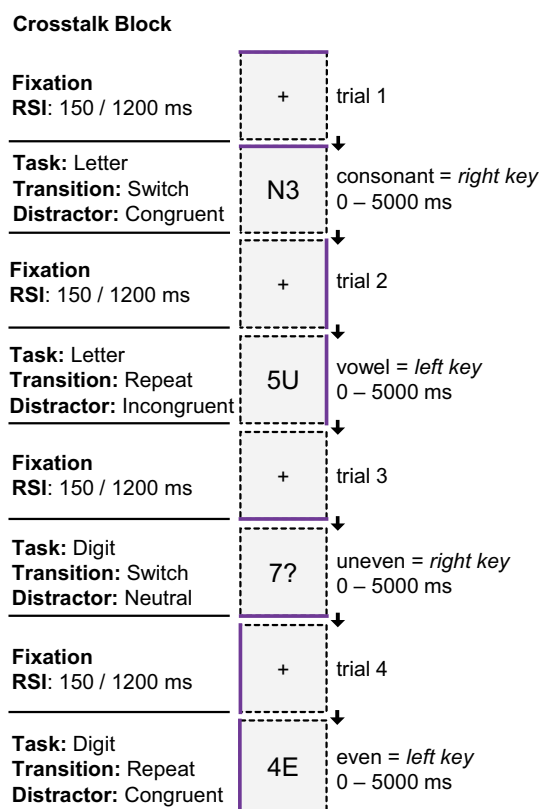 Crosstalk Block
Fixation
RSI: 150 / 1200 ms
+
trial 1
Task: Letter
Transition: Switch
Distractor: Congruent
N3
consonant = right key
0 – 5000 ms
Fixation
RSI: 150 / 1200 ms
+
trial 2
Task: Letter
Transition: Repeat
Distractor: Incongruent
5U
vowel = left key
0 – 5000 ms
Fixation
RSI: 150 / 1200 ms
+
trial 3
Task: Digit
Transition: Switch
Distractor: Neutral
7?
uneven = right key
0 – 5000 ms
Fixation
RSI: 150 / 1200 ms
+
trial 4
Task: Digit
Transition: Repeat
Distractor: Congruent
4E
even = left key
0 – 5000 ms